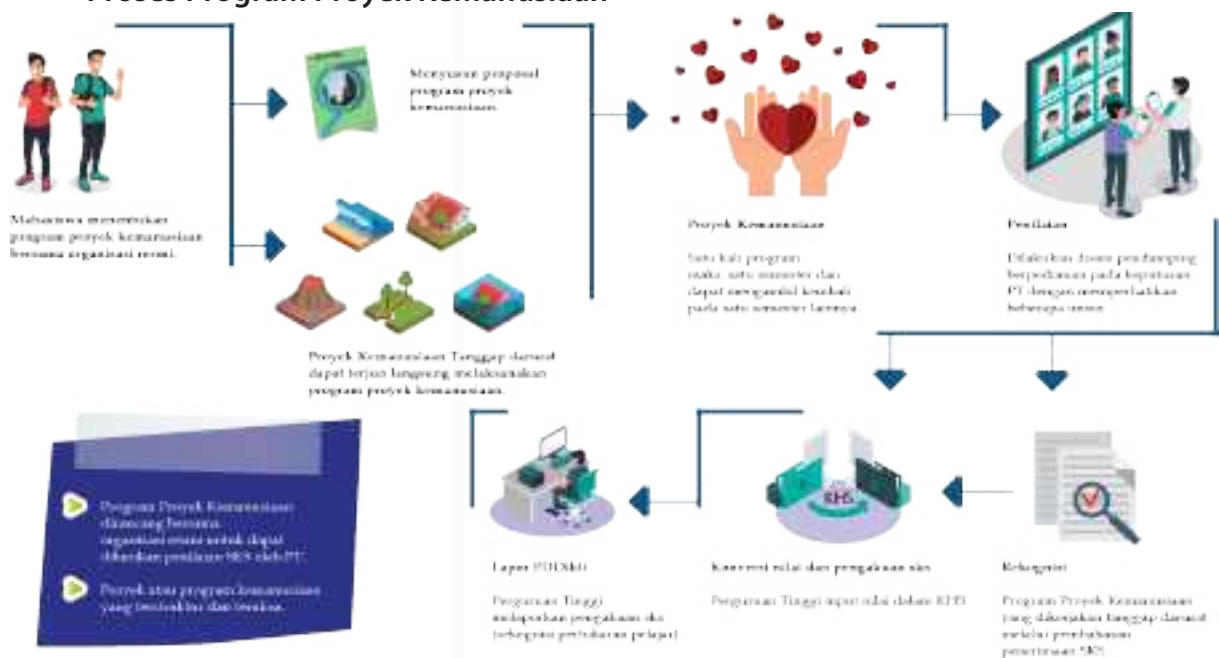 Proses Program Proyek Kemanusiaan
Mahasiswa menentukan
program proyek kemanusiaan
bersama organisasi resmi.
Menyusun proposal
program proyek
kemanusiaan.
Proyek Kemanusiaan Tanggap darurat
dapat terjun langsung melaksanakan
program proyek kemanusiaan.
Proyek Kemanusiaan
Satu kali program
maks. satu semester dan
dapat mengambil kembali
pada satu semester lainnya.
Penilaian
Dilakukan dosen pendamping
berpedoman pada keputusan
PT dengan memperhatikan
beberapa unsur
Program Proyek Kemanusiaan
dirancang bersama
organisasi resmi untuk dapat
diberikan penilaian SKS oleh PT.
Proyek atau program kemanusiaan
yang terstruktur dan
Lapor PDDikti
Perguruan Tinggi
melaporkan pengakuan sks
(rekognisi pertukaran pelajar)
KHS
Konversi nilai dan pengakuan sks
Perguruan Tinggi input nilai dalam KHS
Rekognisi
Program Proyek Kemanusiaan
yang dikerjakan tanggap darurat
melalui pembahasan
penerimaan SKS